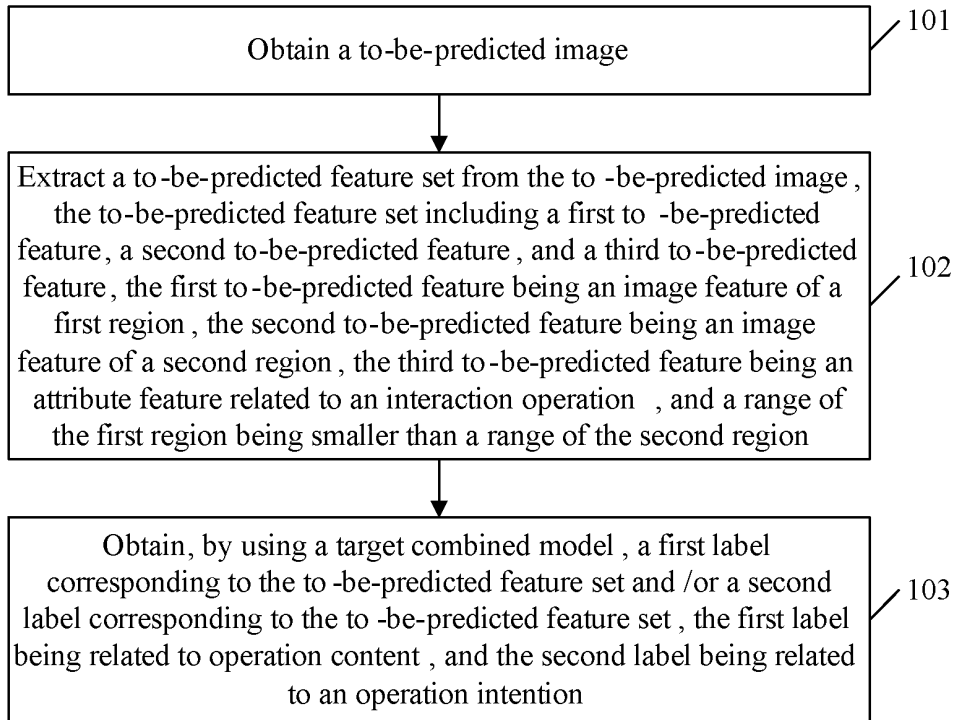 Obtain a to-be-predicted image
101
Extract a to-be-predicted feature set from the to-be-predicted image,
the to-be-predicted feature set including a first to-be-predicted
feature, a second to-be-predicted feature, and a third to-be-predicted
feature, the first to-be-predicted feature being an image feature of a
first region, the second to-be-predicted feature being an image
feature of a second region, the third to-be-predicted feature being an
attribute feature related to an interaction operation, and a range of
the first region being smaller than a range of the second region
102
Obtain, by using a target combined model, a first label
corresponding to the to-be-predicted feature set and/or a second
label corresponding to the to-be-predicted feature set, the first label
being related to operation content, and the second label being related
to an operation intention
103